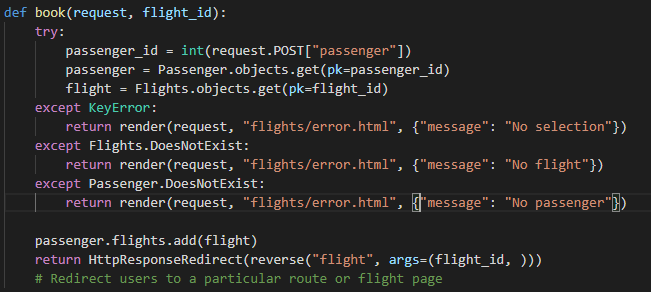 def book(request, flight_id):
    try:
        passenger_id = int(request.POST["passenger"])
        passenger = Passenger.objects.get(pk=passenger_id)
        flight = Flights.objects.get(pk=flight_id)
    except KeyError:
        return render(request, "flights/error.html", {"message": "No selection"})
    except Flights.DoesNotExist:
        return render(request, "flights/error.html", {"message": "No flight"})
    except Passenger.DoesNotExist:
        return render(request, "flights/error.html", {"message": "No passenger"})

    passenger.flights.add(flight)
    return HttpResponseRedirect(reverse("flight", args=(flight_id, )))
    # Redirect users to a particular route or flight page